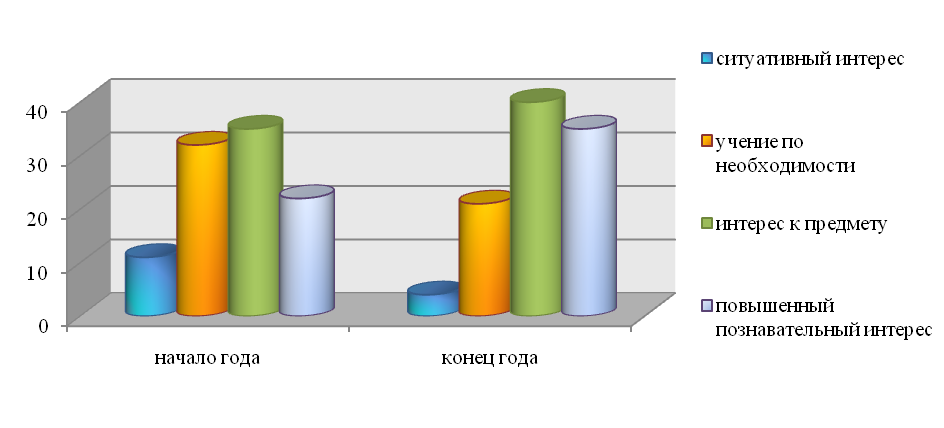 40
30
20
10
0
начало года
конец года
ситуативный интерес
учение по
необходимости
интерес к предмету
повышенный
познавательный интерес